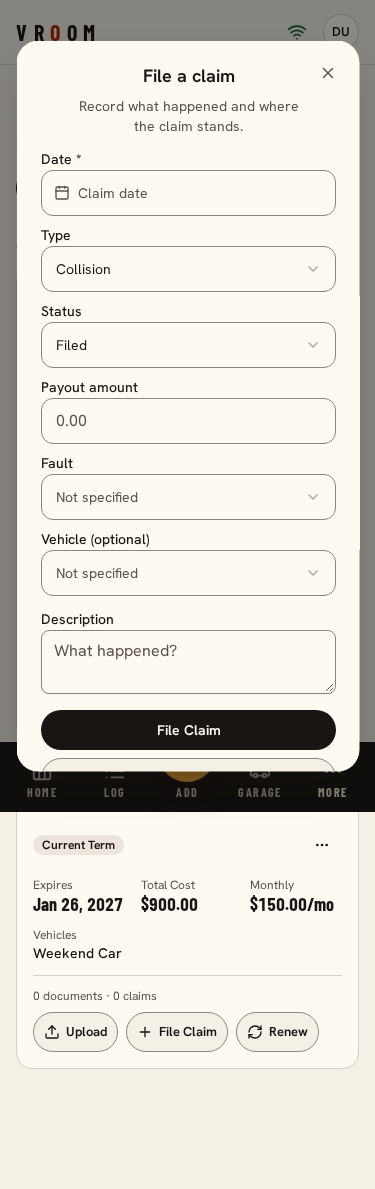 VROOM
DU
File a claim
Record what happened and where
the claim stands.
Date *
Claim date
Type
Collision
Status
Filed
Payout amount
0.00
Fault
Not specified
Vehicle (optional)
Not specified
Description
What happened?
File Claim
HOME LOG ADD GARAGE MORE
Current Term
Expires Total Cost Monthly
Jan 26, 2027 $900.00 $150.00/mo
Vehicles
Weekend Car
0 documents · 0 claims
Upload File Claim Renew